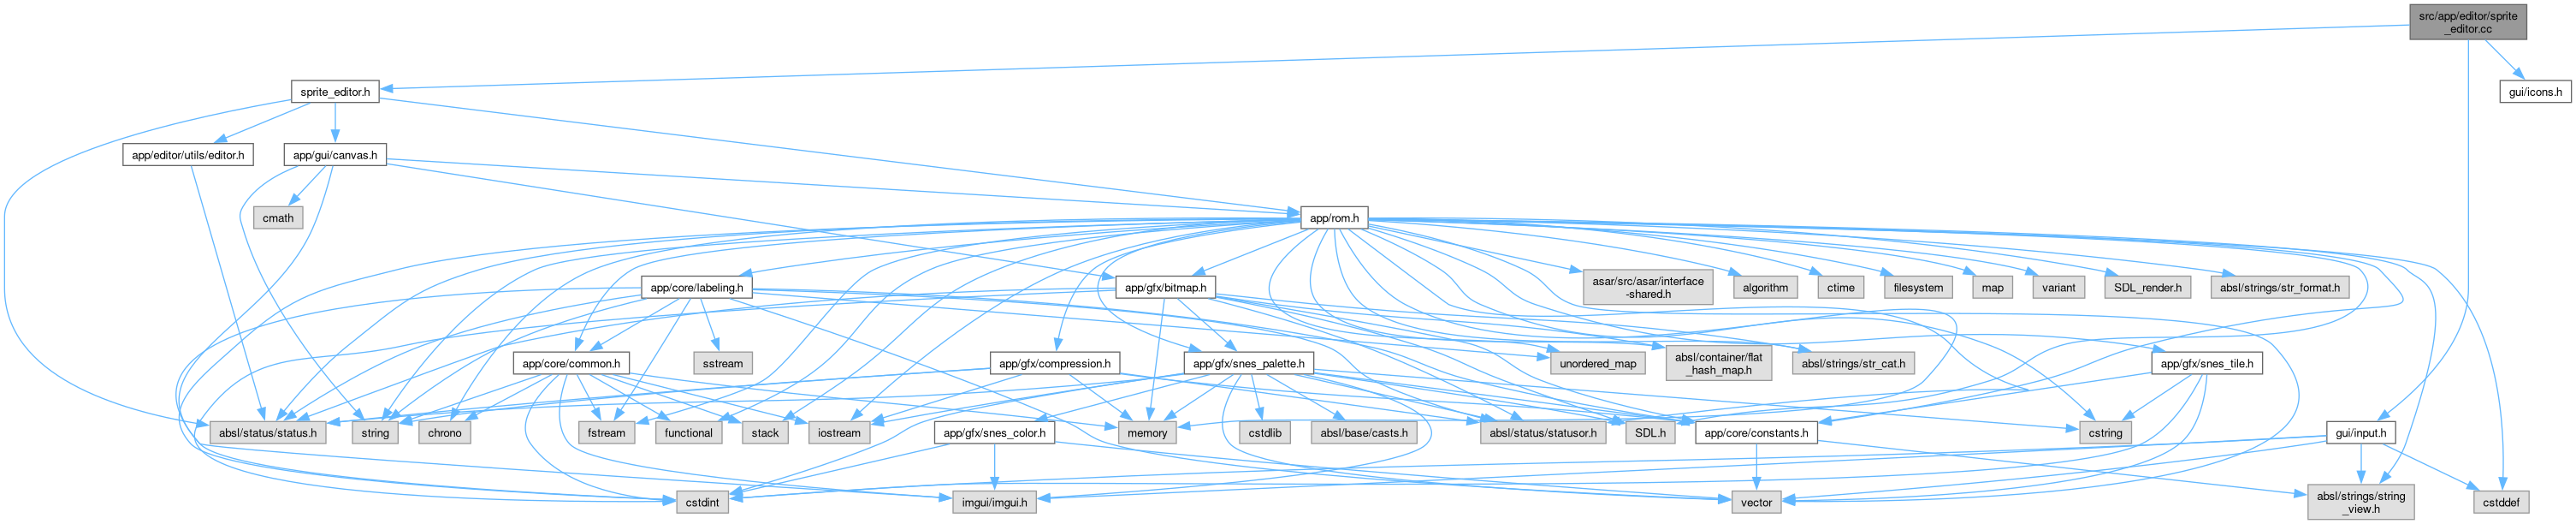 src/app/editor/sprite
_editor.cc
sprite_editor.h
gui/icons.h
app/editor/utils/editor.h
app/gui/canvas.h
cmath
app/rom.h
app/core/labeling.h
app/gfx/bitmap.h
asar/src/asar/interface
-shared.h
algorithm
ctime
filesystem
map
variant
SDL_render.h
absl/strings/str_format.h
app/core/common.h
sstream
app/gfx/compression.h
app/gfx/snes_palette.h
unordered_map
absl/container/flat
_hash_map.h
absl/strings/str_cat.h
app/gfx/snes_tile.h
absl/status/status.h
string
chrono
fstream
functional
stack
iostream
app/gfx/snes_color.h
memory
cstdlib
absl/base/casts.h
absl/status/statusor.h
SDL.h
app/core/constants.h
cstring
gui/input.h
cstdint
imgui/imgui.h
vector
absl/strings/string
_view.h
cstddef